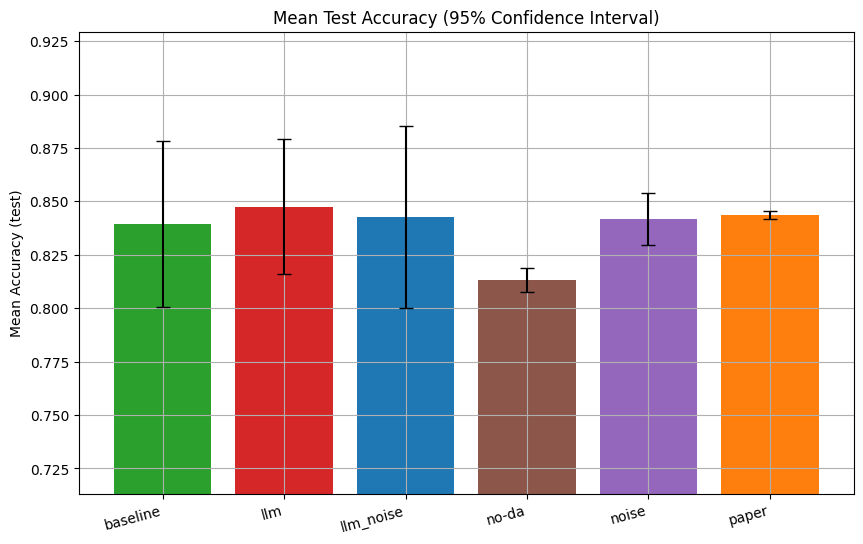 Mean Test Accuracy (95% Confidence Interval)
Mean Accuracy (test)
0.925
0.900
0.875
0.850
0.825
0.800
0.775
0.750
0.725
baseline
llm
llm_noise
no-da
noise
paper